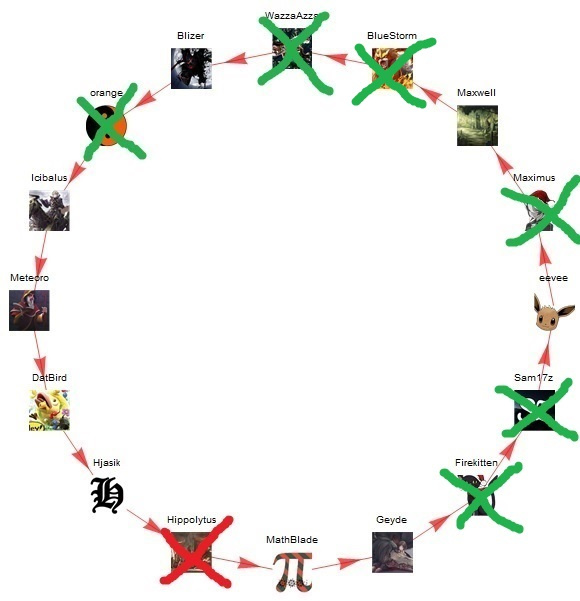 WazzaAzza
Blizer
BlueStorm
orange
Maxwell
Icibalus
Maximus
Meteoro
eevee
DatBird
Sam17z
Hjasik
Firekitten
Hippolytus
MathBlade
Geyde